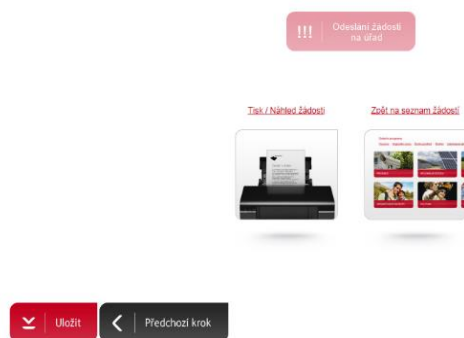 !!!
Odeslání žádosti
na úřad
Tisk / Náhled žádosti
Zpět na seznam žádostí
Uložit
Předchozí krok